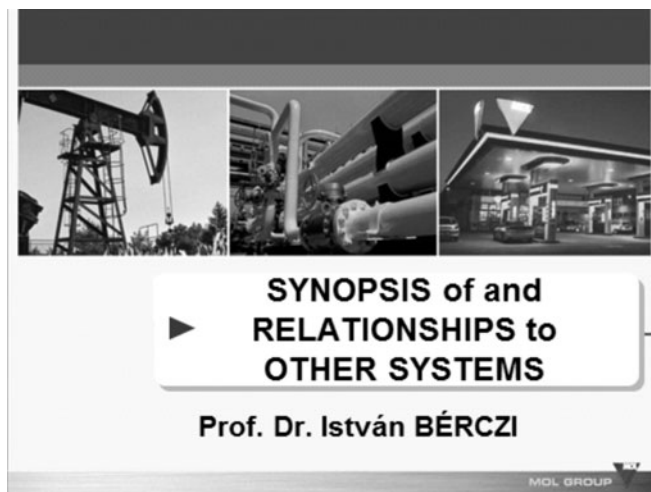 SYNOPSIS of and
RELATIONSHIPS to
OTHER SYSTEMS
Prof. Dr. István BÉRCZI
MOL GROUP